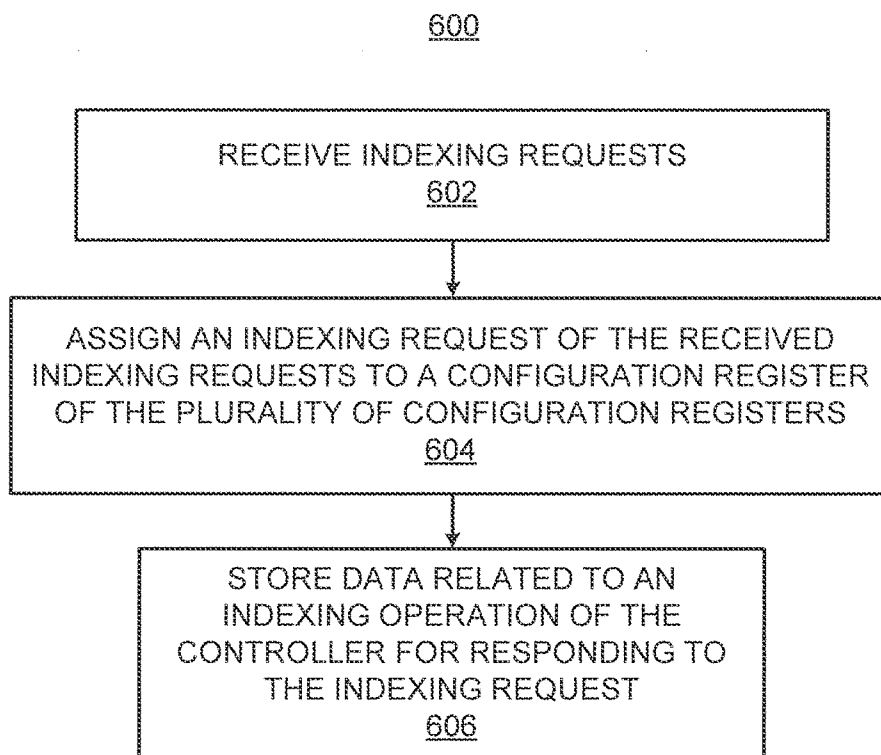 600
RECEIVE INDEXING REQUESTS
602
ASSIGN AN INDEXING REQUEST OF THE RECEIVED
INDEXING REQUESTS TO A CONFIGURATION REGISTER
OF THE PLURALITY OF CONFIGURATION REGISTERS
604
STORE DATA RELATED TO AN
INDEXING OPERATION OF THE
CONTROLLER FOR RESPONDING TO
THE INDEXING REQUEST
606